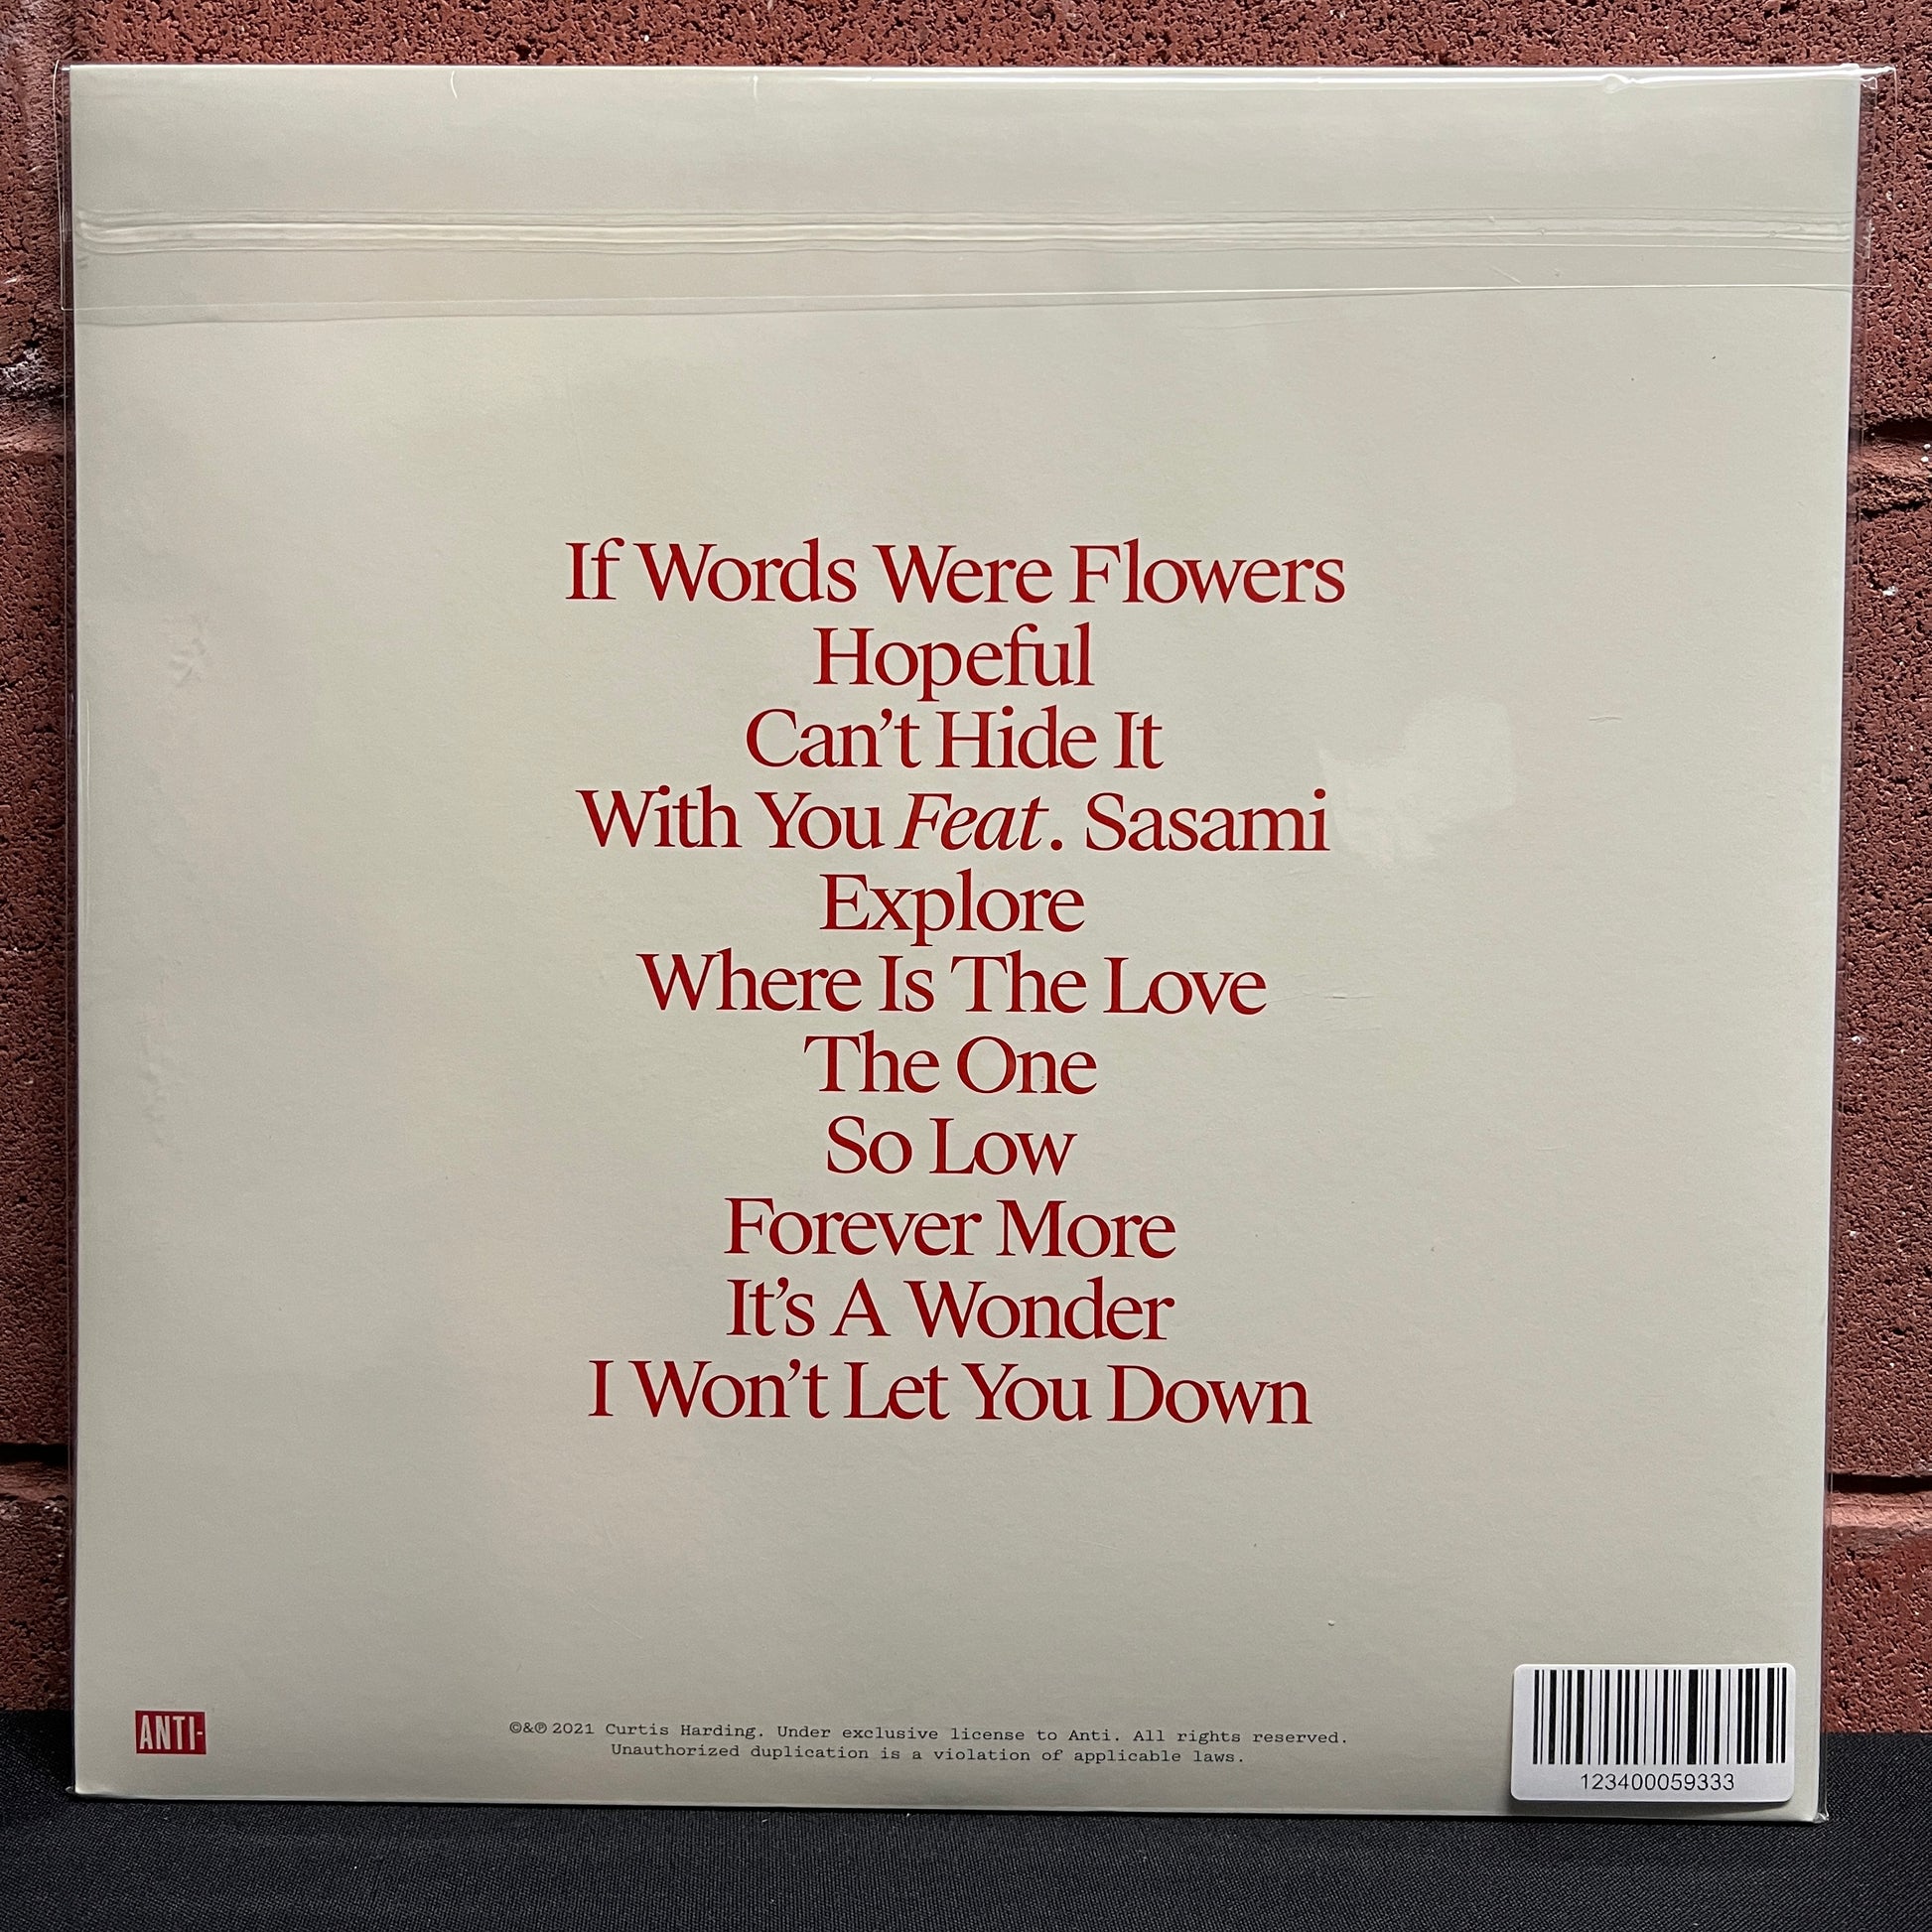 If Words Were Flowers
Hopeful
Can’t Hide It
With You Feat. Sasami
Explore
Where Is The Love
The One
So Low
Forever More
It’s A Wonder
I Won’t Let You Down
ANTI-
©&℗ 2021 Curtis Harding. Under exclusive license to Anti. All rights reserved.
Unauthorized duplication is a violation of applicable laws.
123400059333